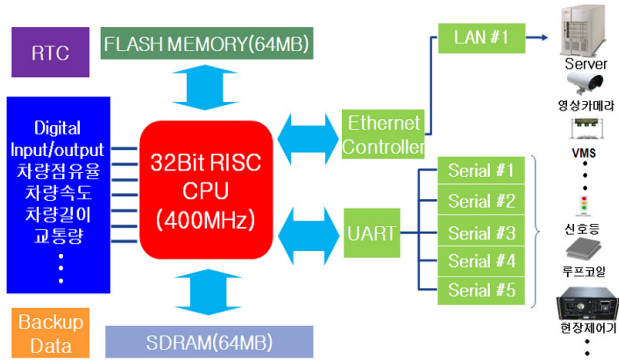 RTC
FLASH MEMORY(64MB)
LAN #1
Server
영상카메라
Digital
Input/output
차량점유율
차량속도
차량길이
교통량
32Bit RISC
CPU
(400MHz)
Ethernet
Controller
VMS
UART
Serial #1
Serial #2
Serial #3
Serial #4
Serial #5
신호등
루프코일
현장제어기
Backup
Data
SDRAM(64MB)